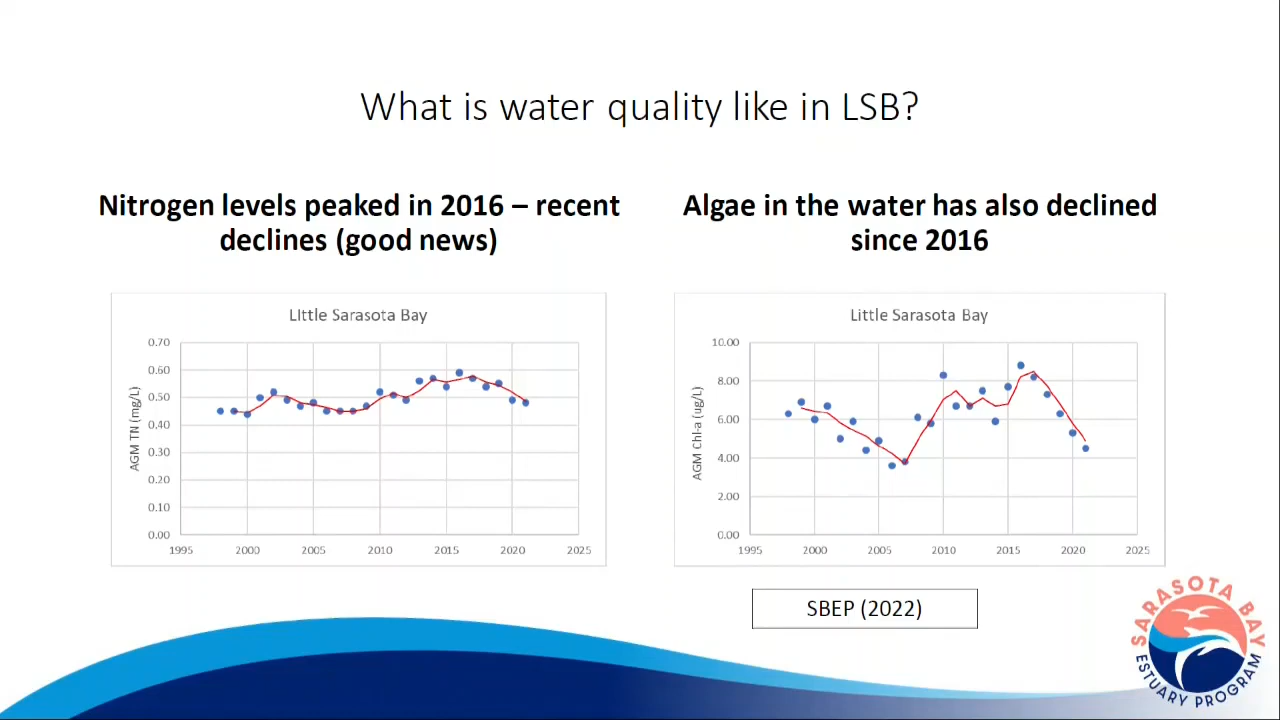 What is water quality like in LSB?
Nitrogen levels peaked in 2016 – recent
declines (good news)
Algae in the water has also declined
since 2016
LIttle Sarasota Bay
0.70
0.60
0.50
0.40
0.30
0.20
0.10
0.00
AGM TN (mg/L)
1995 2000 2005 2010 2015 2020 2025
Little Sarasota Bay
10.00
8.00
6.00
4.00
2.00
0.00
AGM Chl-a (ug/L)
1995 2000 2005 2010 2015 2020 2025
SBEP (2022)
SARASOTA BAY
ESTUARY PROGRAM